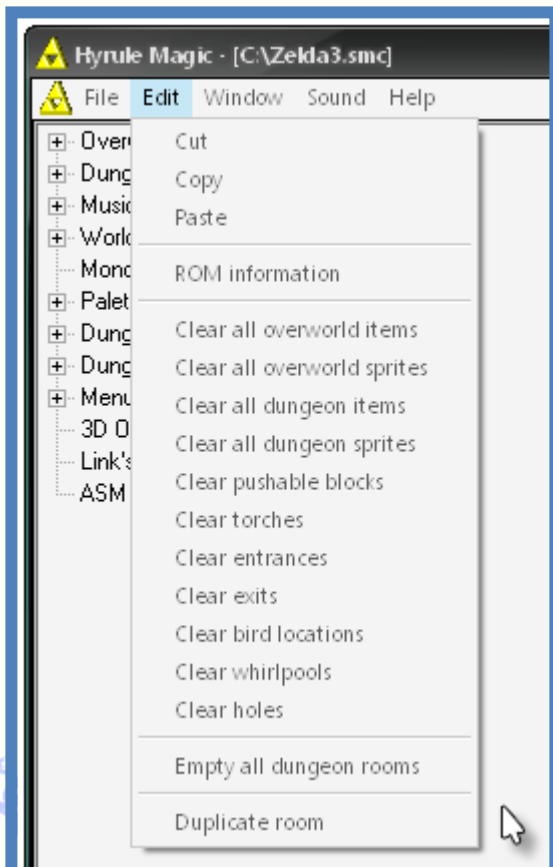 Hyrule Magic - [C:\Zelda3.smc]
File Edit Window Sound Help
Cut
Copy
Paste
ROM information
Clear all overworld items
Clear all overworld sprites
Clear all dungeon items
Clear all dungeon sprites
Clear pushable blocks
Clear torches
Clear entrances
Clear exits
Clear bird locations
Clear whirlpools
Clear holes
Empty all dungeon rooms
Duplicate room
Over
Dung
Music
World
Mono
Palet
Dung
Dung
Menu
3D O
Link's
ASM